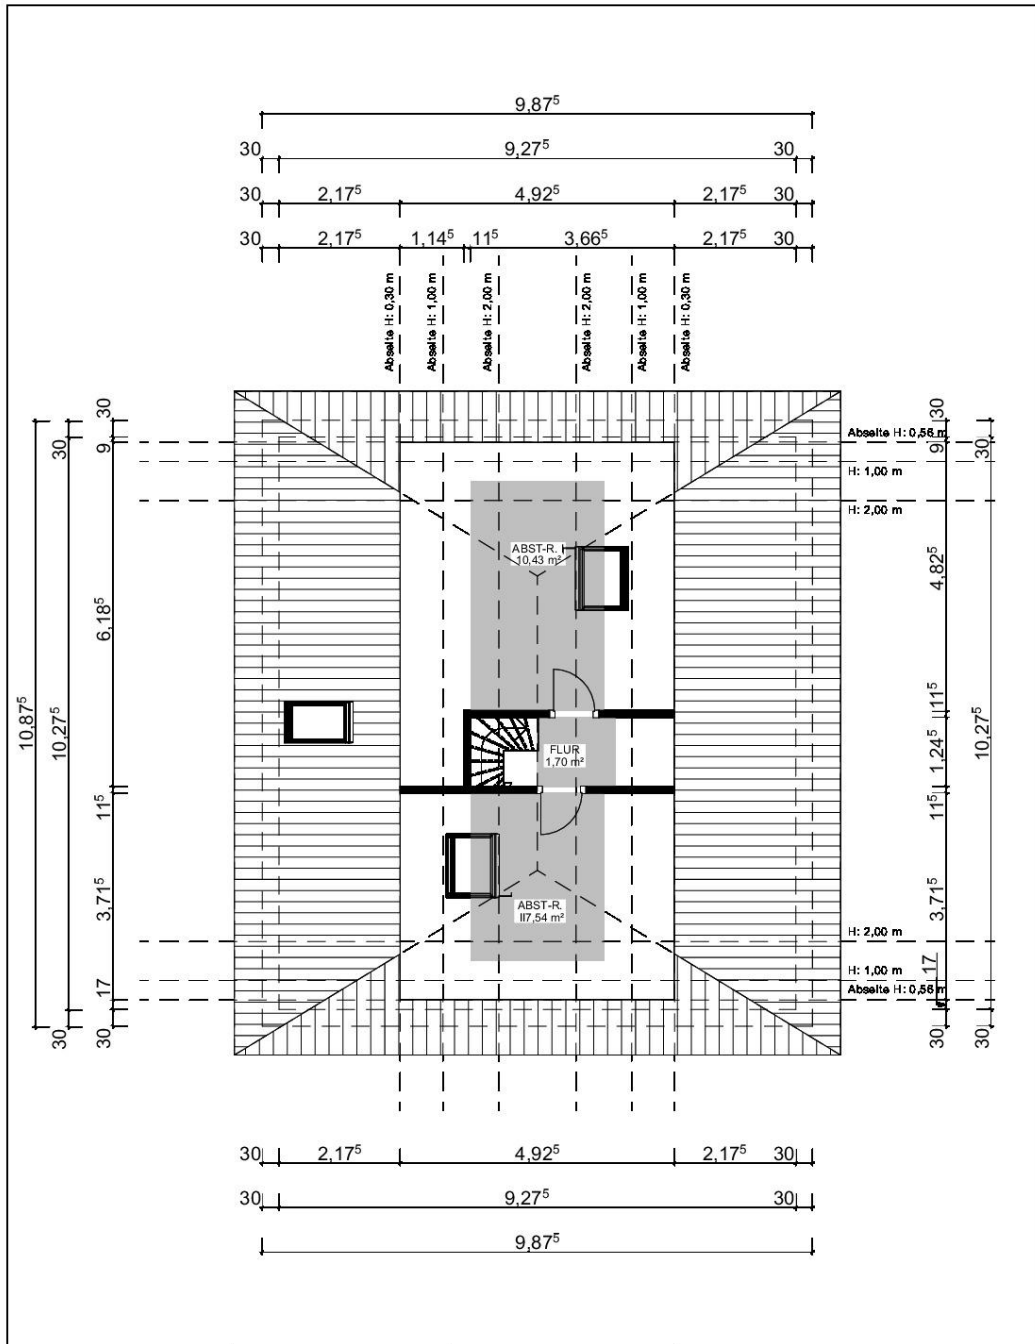 9,87⁵
30 9,27⁵ 30
30 2,17⁵ 4,92⁵ 2,17⁵ 30
30 2,17⁵ 1,14⁵ 11⁵ 3,66⁵ 2,17⁵ 30
Abseite H: 0,30 m
Abseite H: 1,00 m
Abseite H: 2,00 m
Abseite H: 2,00 m
Abseite H: 1,00 m
Abseite H: 0,30 m
10,87⁵
30
10,27⁵
30
30
9
6,18⁵
11⁵
3,71⁵
17
30
Abseite H: 0,56 m
H: 1,00 m
H: 2,00 m
ABST-R.
10,43 m²
FLUR
1,70 m²
ABST-R.
II7,54 m²
H: 2,00 m
H: 1,00 m
Abseite H: 0,56 m
30
9
4,82⁵
11⁵
1,24⁵
11⁵
3,71⁵
17
30
30
10,27⁵
30
30 2,17⁵ 4,92⁵ 2,17⁵ 30
30 9,27⁵ 30
9,87⁵